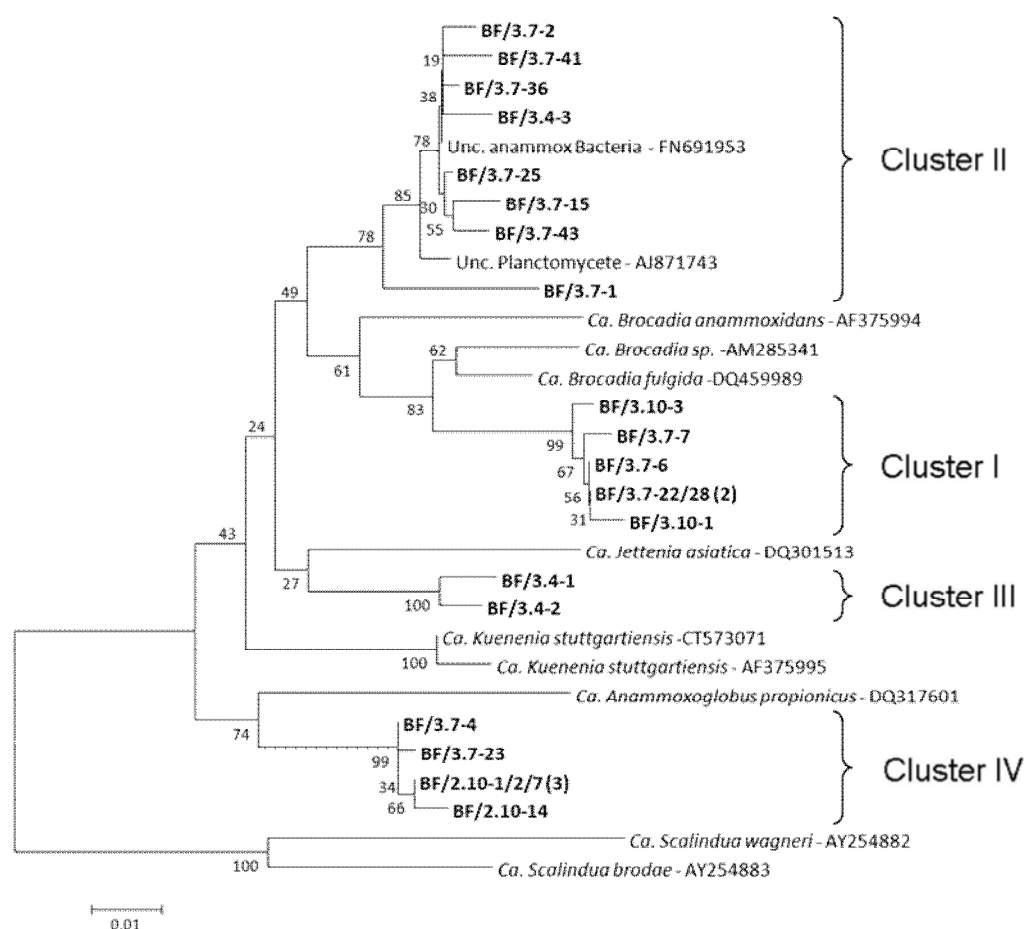 BF/3.7-2
19
BF/3.7-41
BF/3.7-36
38
BF/3.4-3
78
Unc. anammox Bacteria - FN691953
Cluster II
BF/3.7-25
85
30
BF/3.7-15
55
BF/3.7-43
78
Unc. Planctomycete - AJ871743
BF/3.7-1
49
Ca. Brocadia anammoxidans - AF375994
62
Ca. Brocadia sp. -AM285341
61
Ca. Brocadia fulgida -DQ459989
83
BF/3.10-3
24
99
BF/3.7-7
67
BF/3.7-6
Cluster I
56
BF/3.7-22/28 (2)
31
BF/3.10-1
43
Ca. Jettenia asiatica - DQ301513
27
BF/3.4-1
Cluster III
100
BF/3.4-2
Ca. Kuenenia stuttgartiensis -CT573071
100
Ca. Kuenenia stuttgartiensis - AF375995
Ca. Anammoxoglobus propionicus - DQ317601
74
BF/3.7-4
99
BF/3.7-23
Cluster IV
34
BF/2.10-1/2/7 (3)
66
BF/2.10-14
Ca. Scalindua wagneri - AY254882
100
Ca. Scalindua brodae - AY254883
0.01